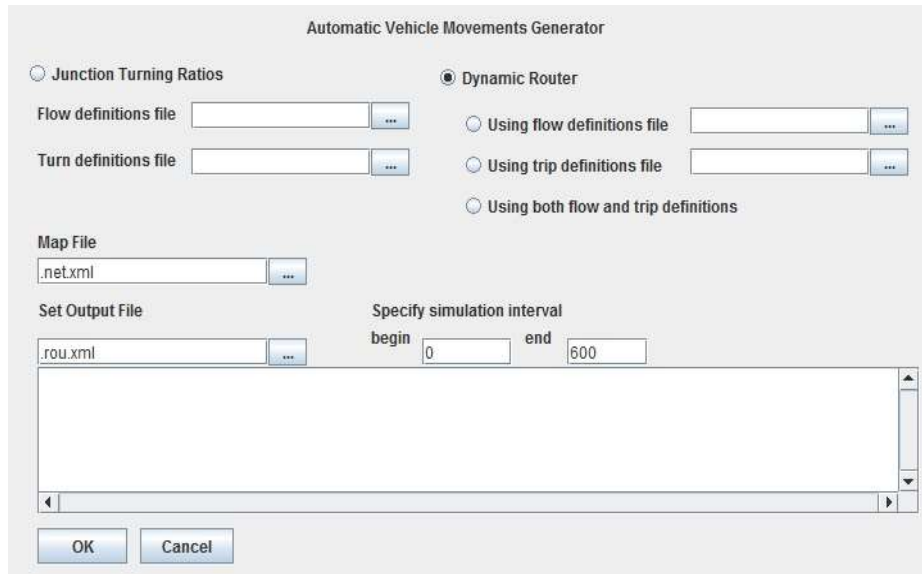 Automatic Vehicle Movements Generator
Junction Turning Ratios
Flow definitions file ...
Turn definitions file ...
Dynamic Router
Using flow definitions file ...
Using trip definitions file ...
Using both flow and trip definitions
Map File
.net.xml ...
Set Output File
.rou.xml ...
Specify simulation interval
begin 0 end 600
OK Cancel